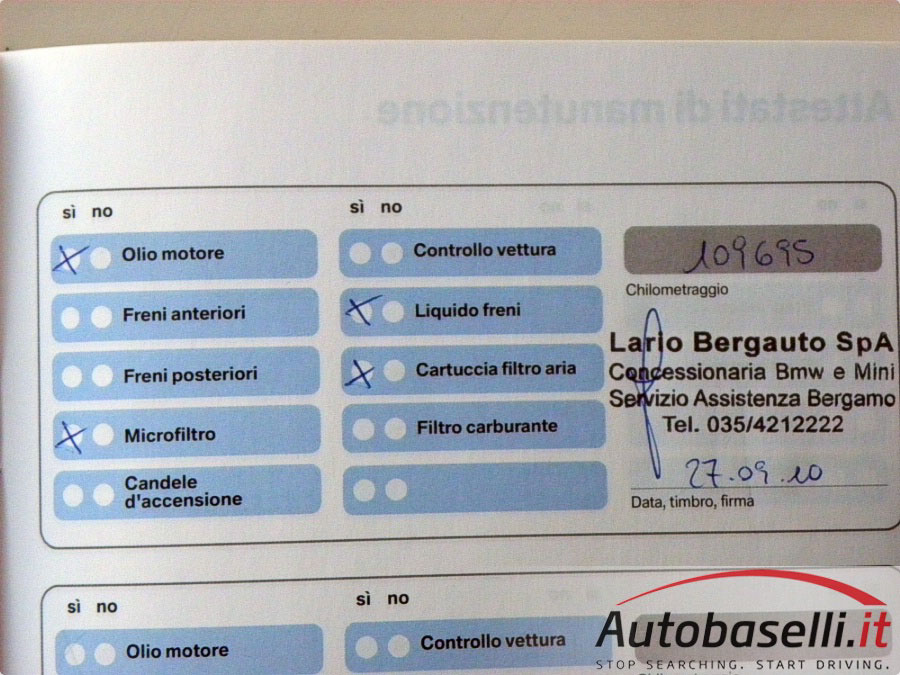 Attestati di manutenzione
sì no
sì no
Olio motore
Controllo vettura
109695
Chilometraggio
Freni anteriori
Liquido freni
Lario Bergauto SpA
Concessionaria Bmw e Mini
Servizio Assistenza Bergamo
Tel. 035/4212222
Freni posteriori
Cartuccia filtro aria
Microfiltro
Filtro carburante
27.09.10
Data, timbro, firma
Candele
d'accensione
sì no
sì no
Olio motore
Controllo vettura
Autobaselli.it
STOP SEARCHING. START DRIVING.